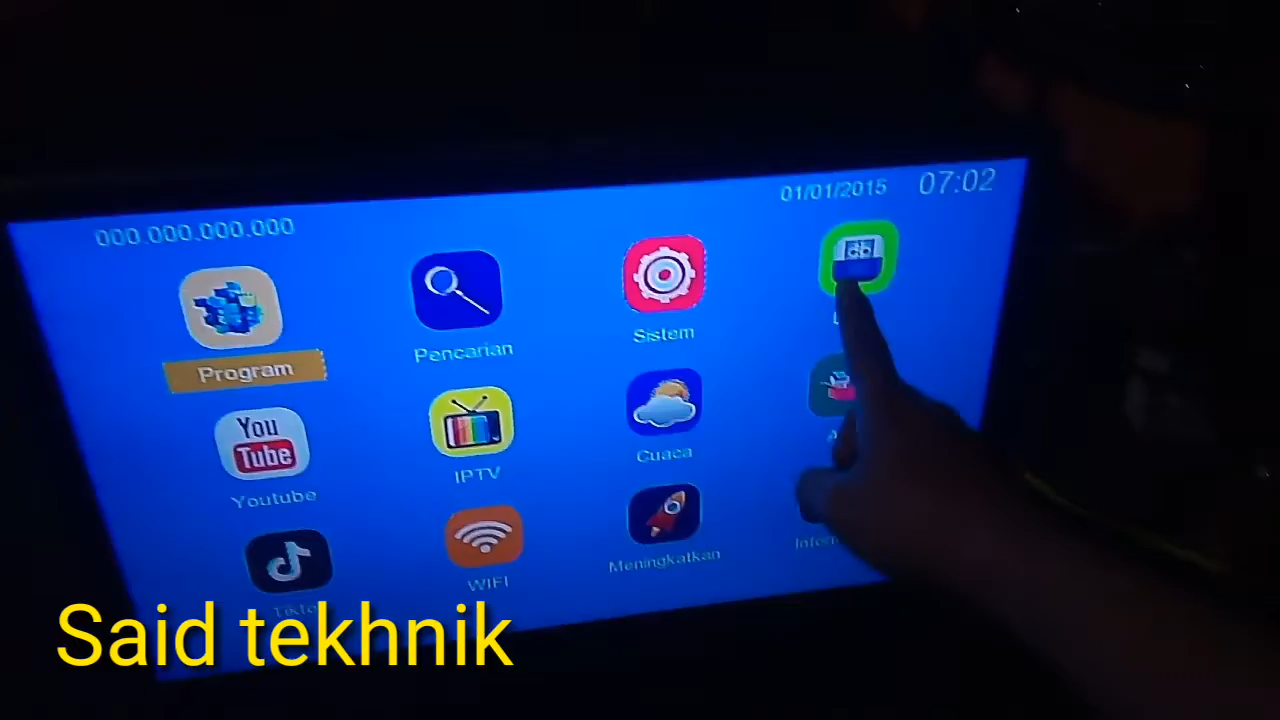 01/01/2015 07:02
000.000.000.000
Program
Pencarian
Sistem
You
Tube
Youtube
IPTV
Cuaca
WIFI
Meningkatkan
Said tekhnik